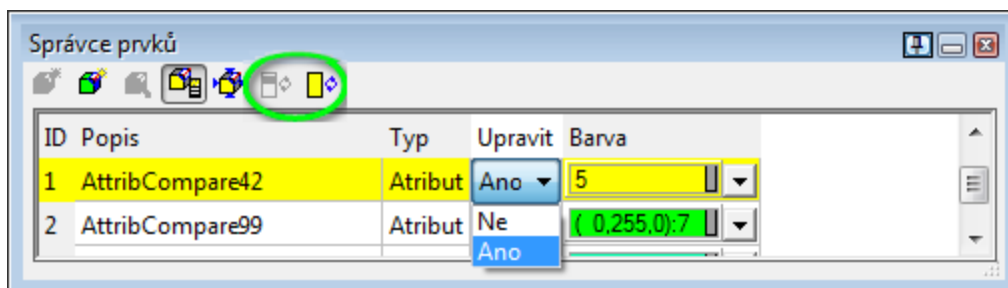 Správce prvků
ID Popis Typ Upravit Barva
1 AttribCompare42 Atribut Ano 5
2 AttribCompare99 Atribut Ne ( 0,255,0):7
Ano